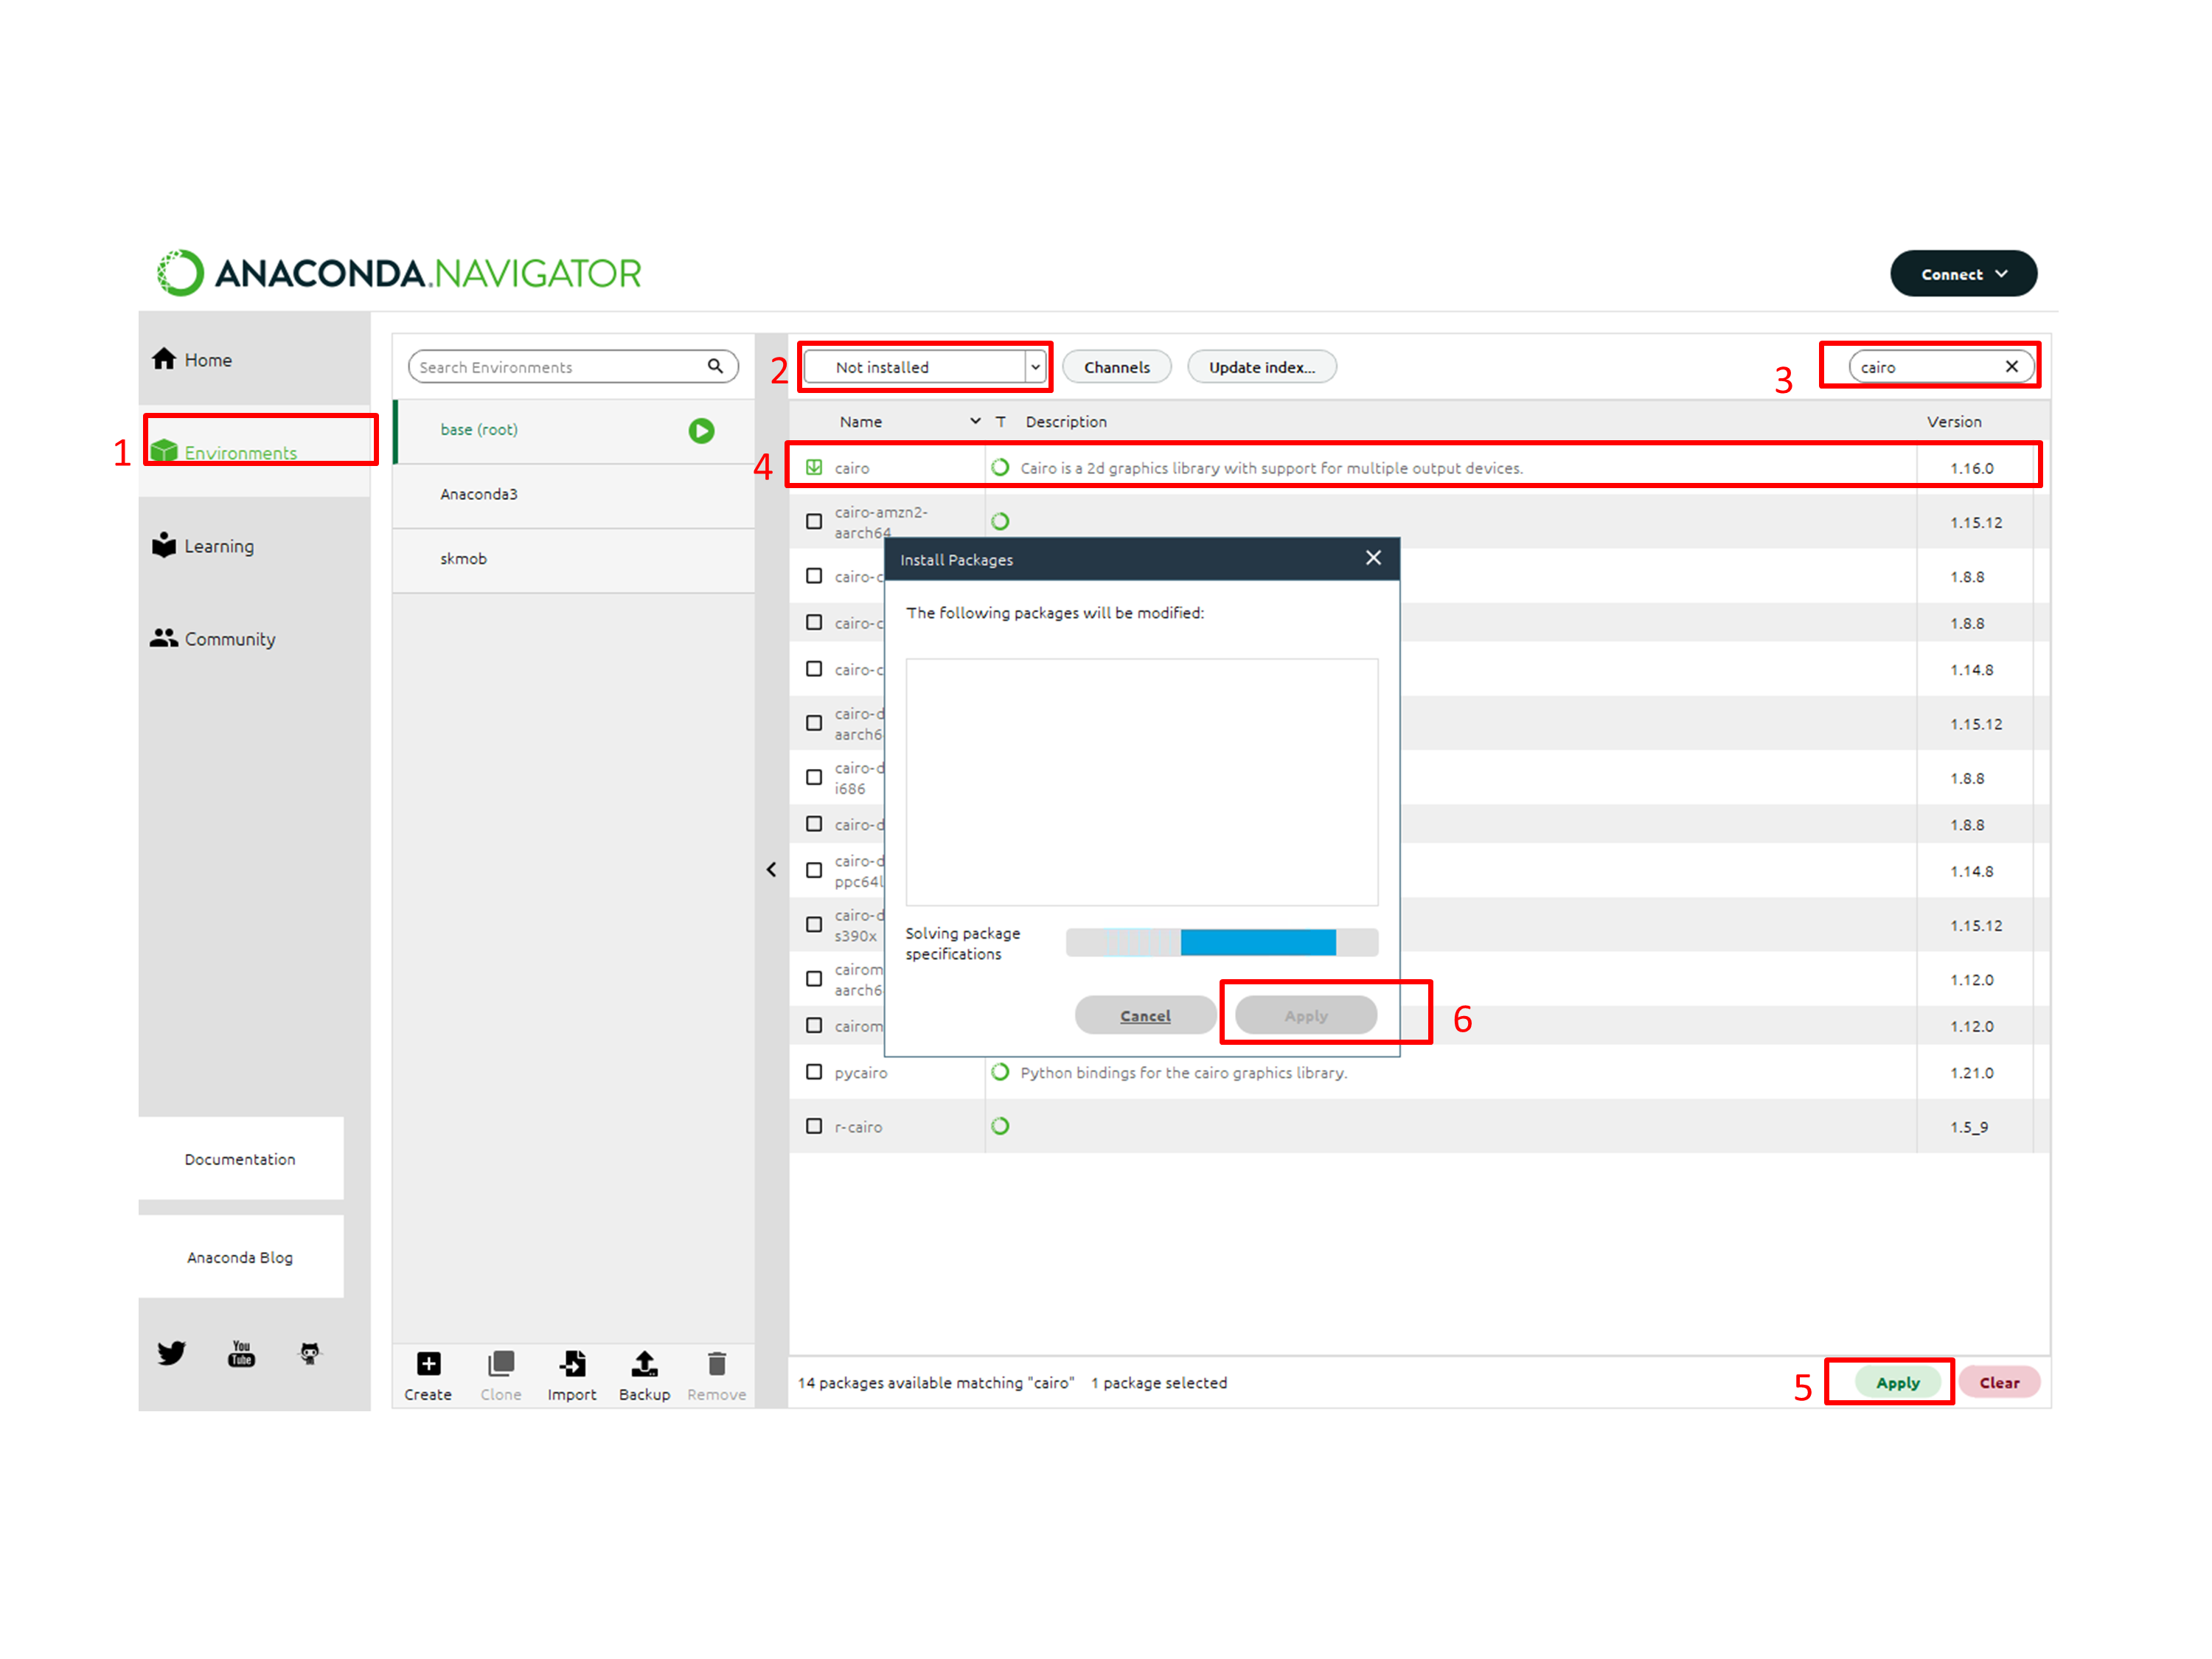 ANACONDA.NAVIGATOR
Connect
Home
1
Environments
Learning
Community
Documentation
Anaconda Blog
You
Tube
Search Environments
base (root)
Anaconda3
skmob
Create
Clone
Import
Backup
Remove
2
Not installed
Channels
Update index...
3
cairo
Name
T
Description
Version
4
cairo
Cairo is a 2d graphics library with support for multiple output devices.
1.16.0
cairo-amzn2-
aarch64
1.15.12
cairo-c
1.8.8
cairo-c
1.8.8
cairo-c
1.14.8
cairo-d
aarch6
1.15.12
cairo-d
i686
1.8.8
cairo-d
1.8.8
cairo-d
ppc64l
1.14.8
cairo-d
s390x
1.15.12
cairom
aarch6
1.12.0
cairom
1.12.0
pycairo
Python bindings for the cairo graphics library.
1.21.0
r-cairo
1.5_9
Install Packages
The following packages will be modified:
Solving package
specifications
Cancel
Apply
6
14 packages available matching "cairo" 1 package selected
5
Apply
Clear